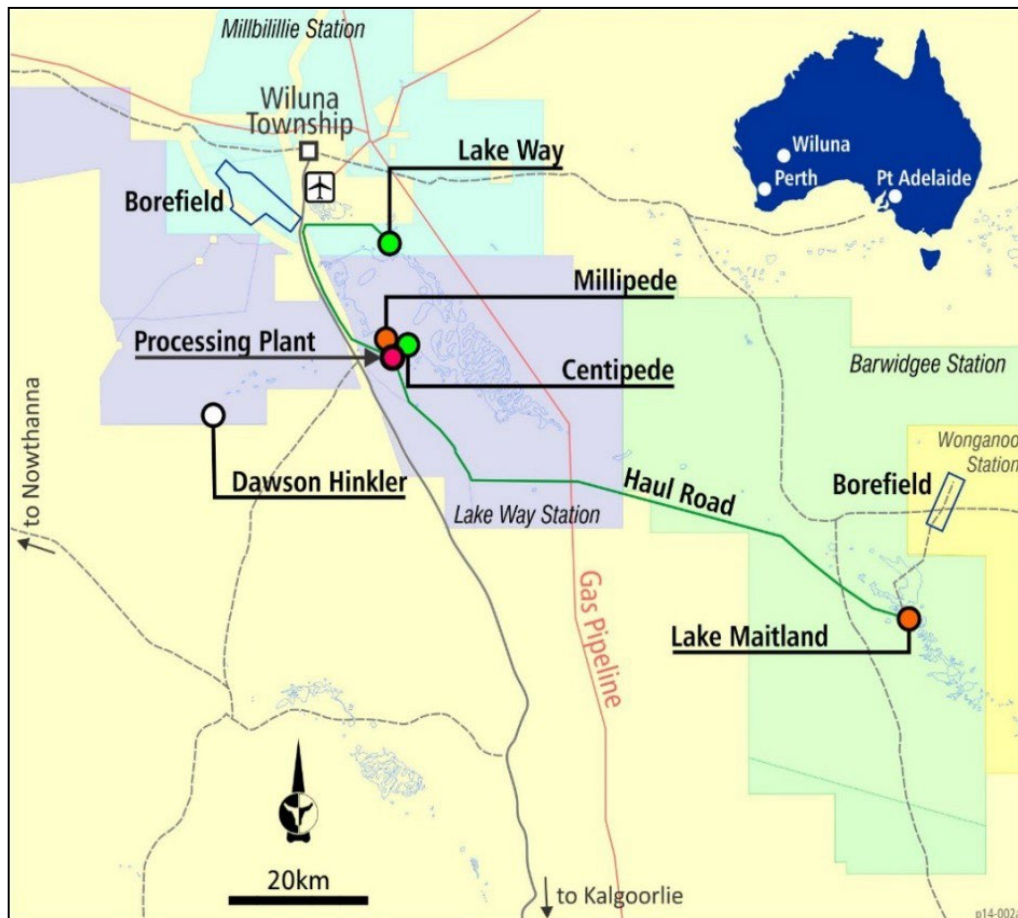 Millbilillie Station
Wiluna
Township
Lake Way
Borefield
Wiluna
Perth
Pt Adelaide
Millipede
Processing Plant
Centipede
Barwidgee Station
Wonganoo
Station
to Nowthanna
Dawson Hinkler
Lake Way Station
Haul Road
Borefield
Gas Pipeline
Lake Maitland
20km
to Kalgoorlie